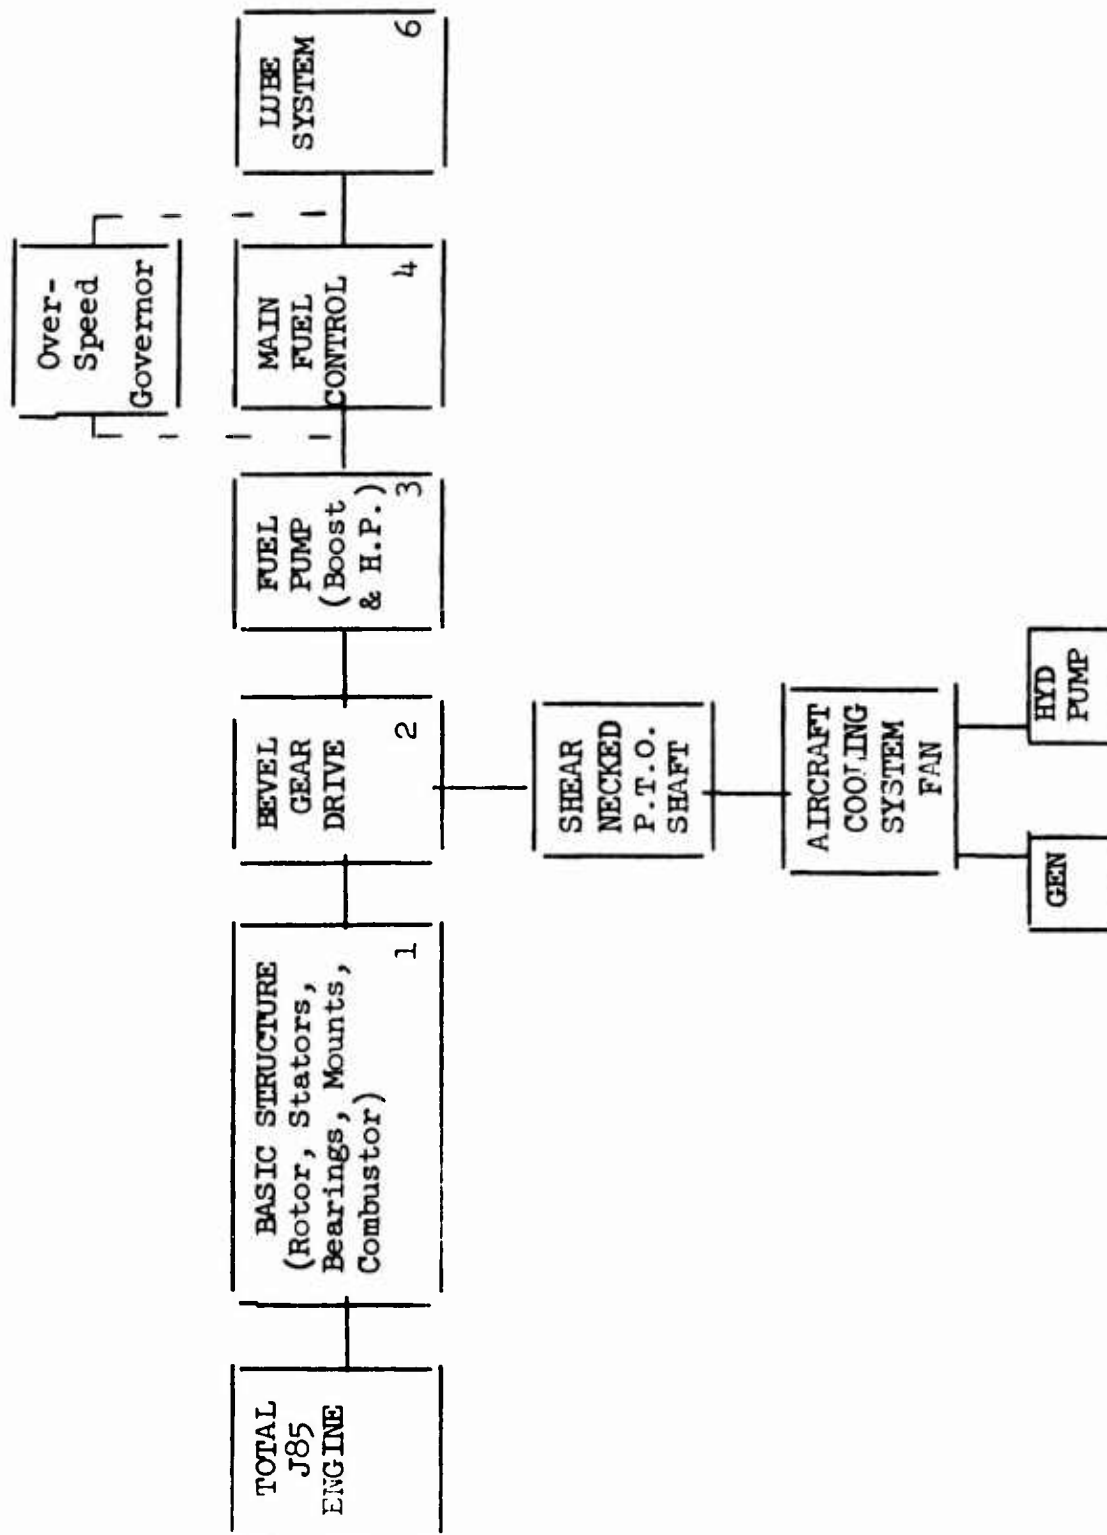 TOTAL
J85
ENGINE
BASIC STRUCTURE
(Rotor, Stators,
Bearings, Mounts,
Combustor)
1
BEVEL
GEAR
DRIVE
2
FUEL
PUMP
(Boost
& H.P.)
3
Over-
Speed
Governor
MAIN
FUEL
CONTROL
4
LUBE
SYSTEM
6
SHEAR
NECKED
P.T.O.
SHAFT
AIRCRAFT
COOLING
SYSTEM
FAN
GEN
HYD
PUMP